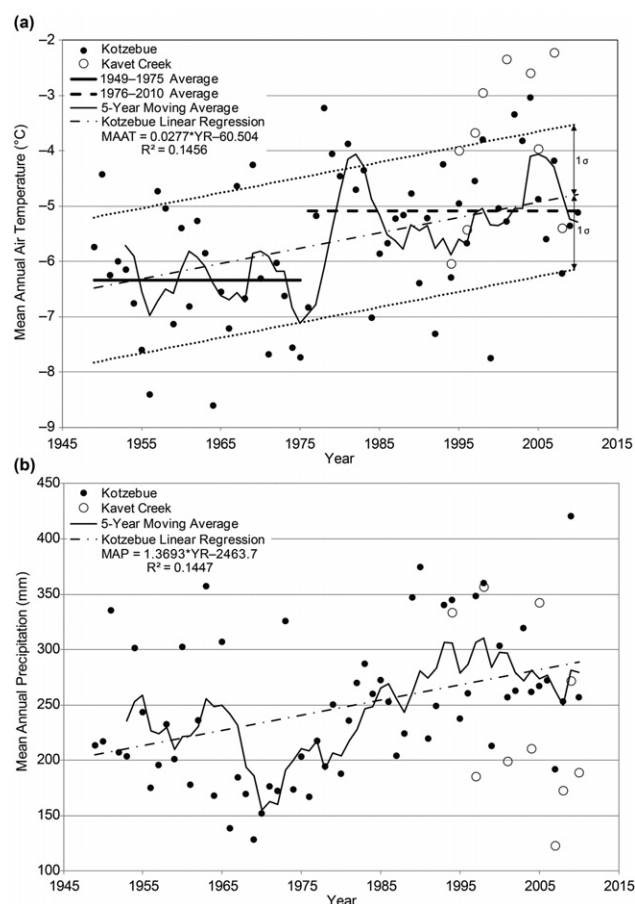 (a)
−2
−3
−4
−5
−6
−7
−8
−9
Mean Annual Air Temperature (°C)
Kotzebue
Kavet Creek
1949–1975 Average
1976–2010 Average
5-Year Moving Average
Kotzebue Linear Regression
MAAT = 0.0277*YR–60.504
R² = 0.1456
1σ
1σ
1945 1955 1965 1975 1985 1995 2005 2015
Year
(b)
450
400
350
300
250
200
150
100
Mean Annual Precipitation (mm)
Kotzebue
Kavet Creek
5-Year Moving Average
Kotzebue Linear Regression
MAP = 1.3693*YR–2463.7
R² = 0.1447
1945 1955 1965 1975 1985 1995 2005 2015
Year